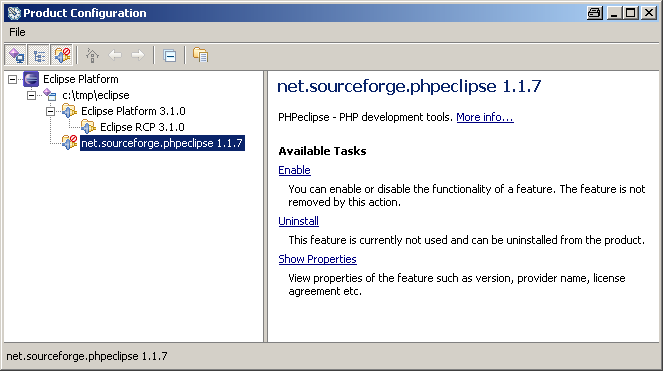 Product Configuration
File
Eclipse Platform
c:\tmp\eclipse
Eclipse Platform 3.1.0
Eclipse RCP 3.1.0
net.sourceforge.phpeclipse 1.1.7
net.sourceforge.phpeclipse 1.1.7
PHPeclipse - PHP development tools. More info...
Available Tasks
Enable
You can enable or disable the functionality of a feature. The feature is not
removed by this action.
Uninstall
This feature is currently not used and can be uninstalled from the product.
Show Properties
View properties of the feature such as version, provider name, license
agreement etc.
net.sourceforge.phpeclipse 1.1.7